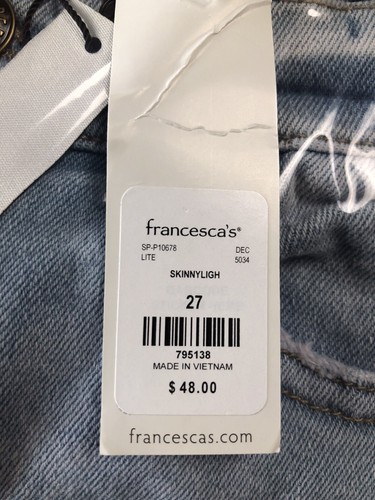 francesca's®
SP-P10678 DEC
LITE 5034
SKINNYLIGH
27
795138
MADE IN VIETNAM
$ 48.00
francescas.com